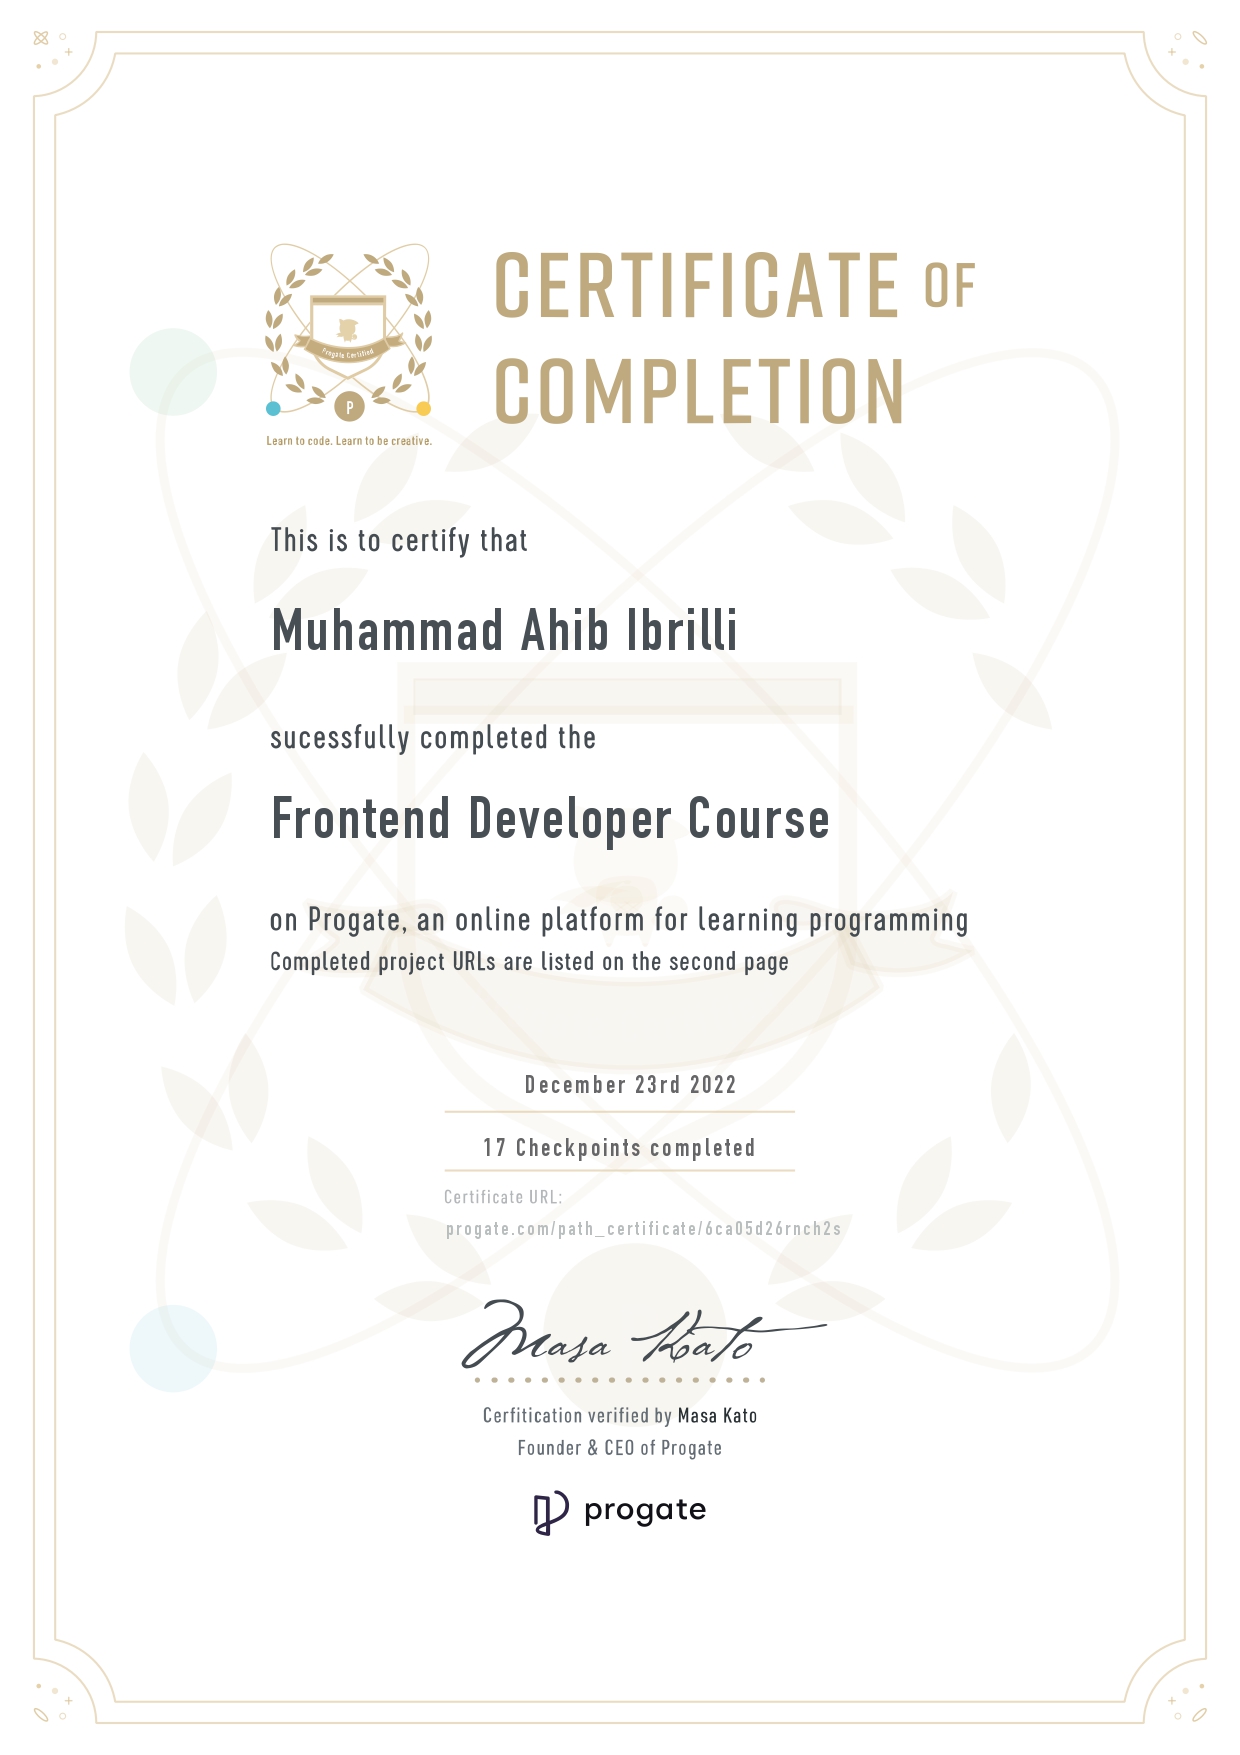 CERTIFICATE OF
COMPLETION
Progate Certified
P
Learn to code. Learn to be creative.
This is to certify that
Muhammad Ahib Ibrilli
sucessfully completed the
Frontend Developer Course
on Progate, an online platform for learning programming
Completed project URLs are listed on the second page
December 23rd 2022
17 Checkpoints completed
Certificate URL:
progate.com/path_certificate/6ca05d26rnch2s
Masa Kato
Cerfitication verified by Masa Kato
Founder & CEO of Progate
progate